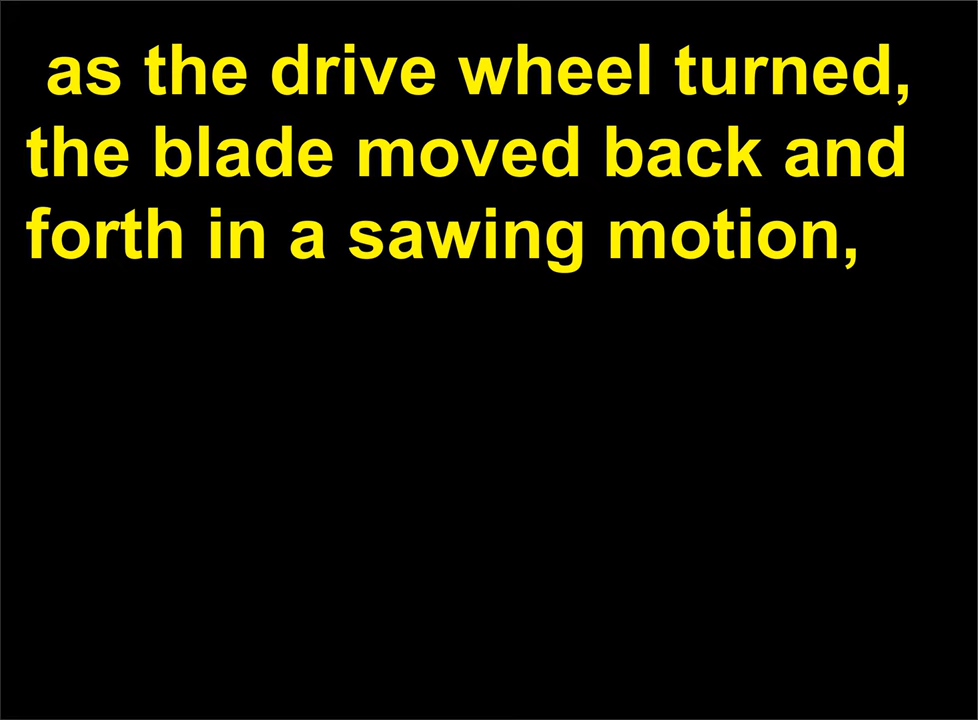 as the drive wheel turned,
the blade moved back and
forth in a sawing motion,